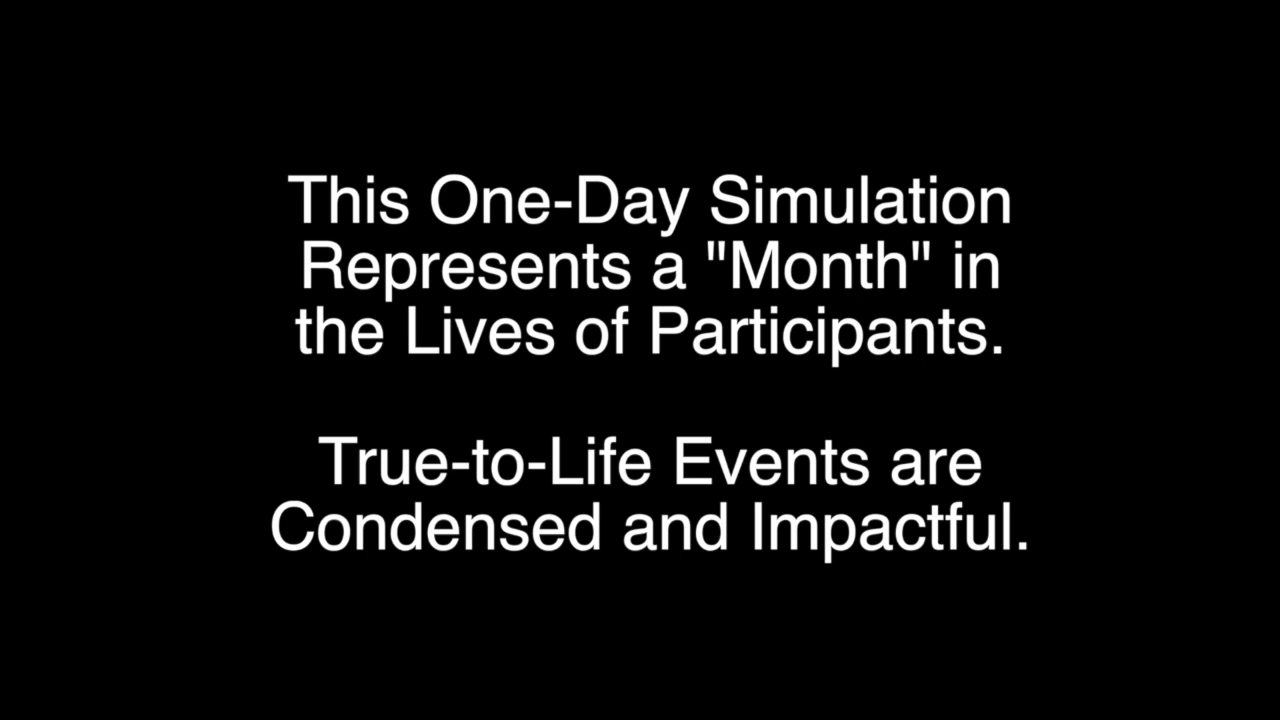 This One-Day Simulation
Represents a "Month" in
the Lives of Participants.
True-to-Life Events are
Condensed and Impactful.